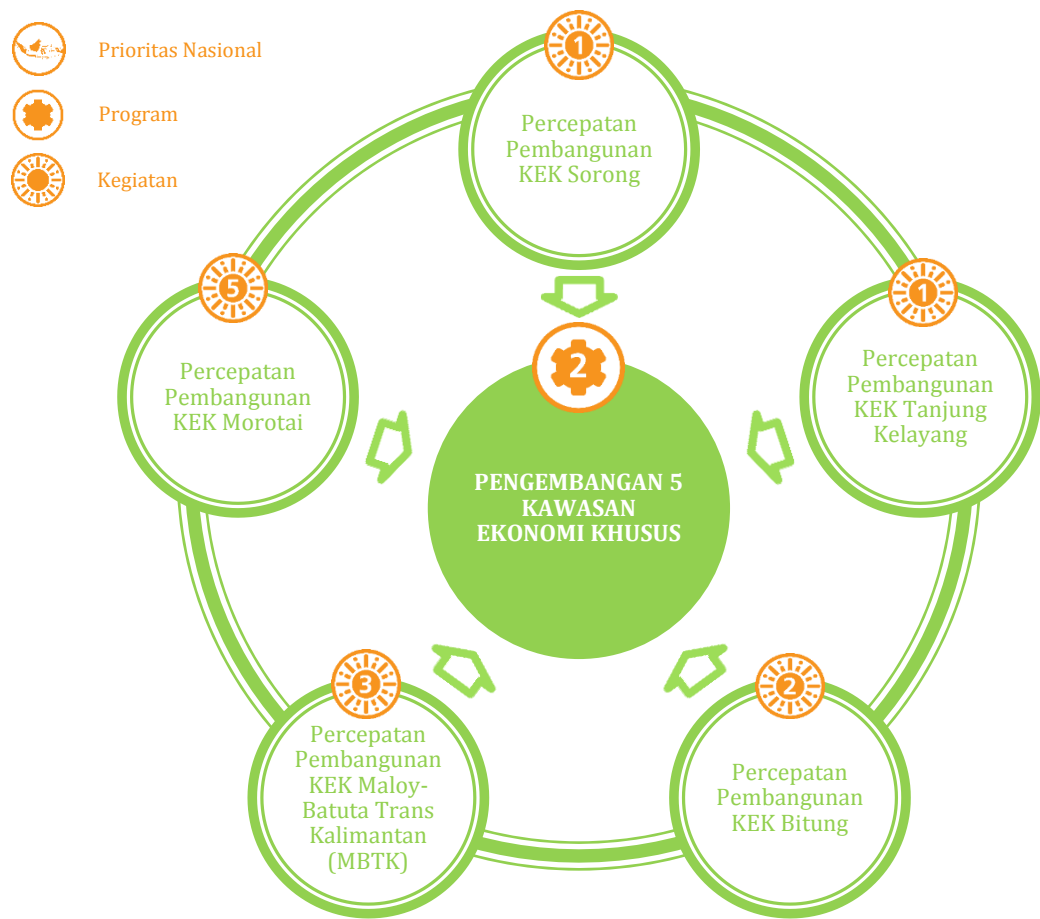 Prioritas Nasional
Program
Kegiatan
1
Percepatan
Pembangunan
KEK Sorong
1
Percepatan
Pembangunan
KEK Tanjung
Kelayang
2
Percepatan
Pembangunan
KEK Bitung
3
Percepatan
Pembangunan
KEK Maloy-
Batuta Trans
Kalimantan
(MBTK)
5
Percepatan
Pembangunan
KEK Morotai
2
PENGEMBANGAN 5
KAWASAN
EKONOMI KHUSUS